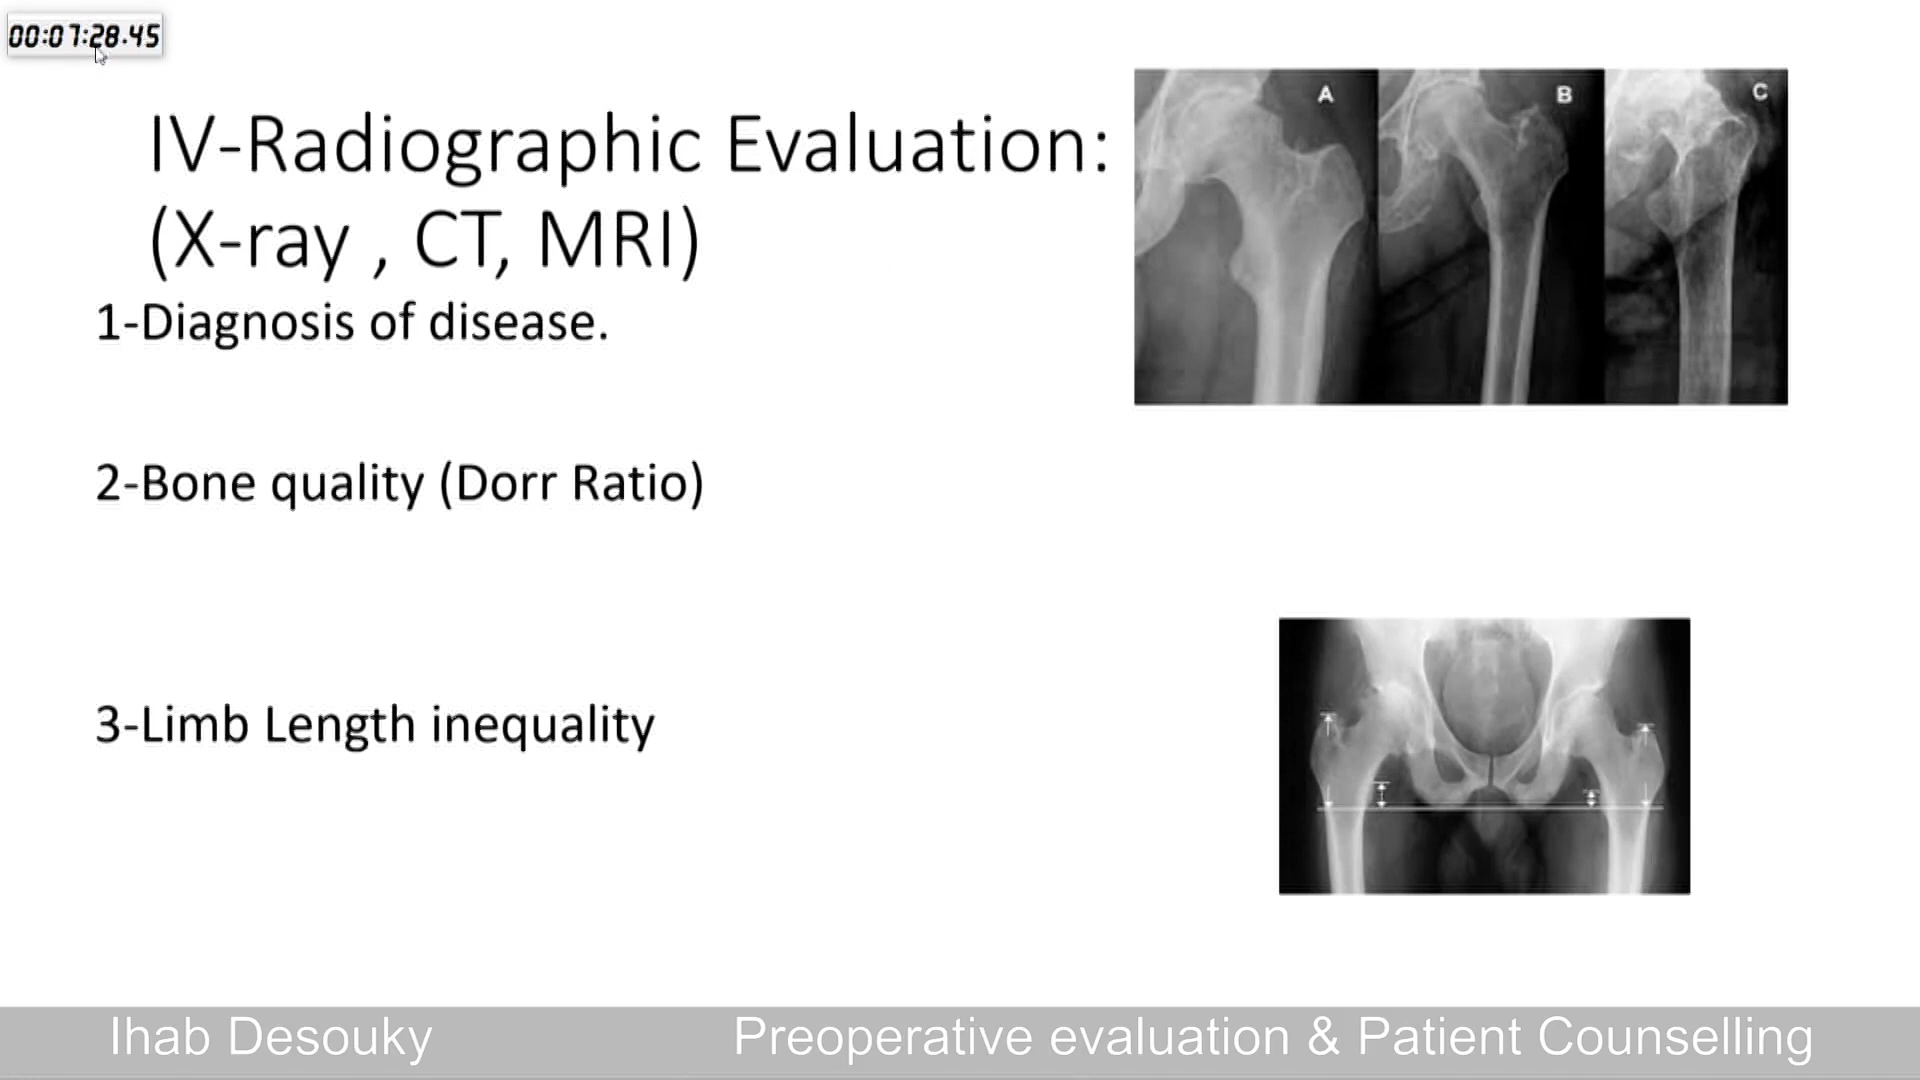 00:07:28.45
IV-Radiographic Evaluation:
(X-ray , CT, MRI)
1-Diagnosis of disease.
2-Bone quality (Dorr Ratio)
3-Limb Length inequality
A
B
C
Ihab Desouky
Preoperative evaluation & Patient Counselling